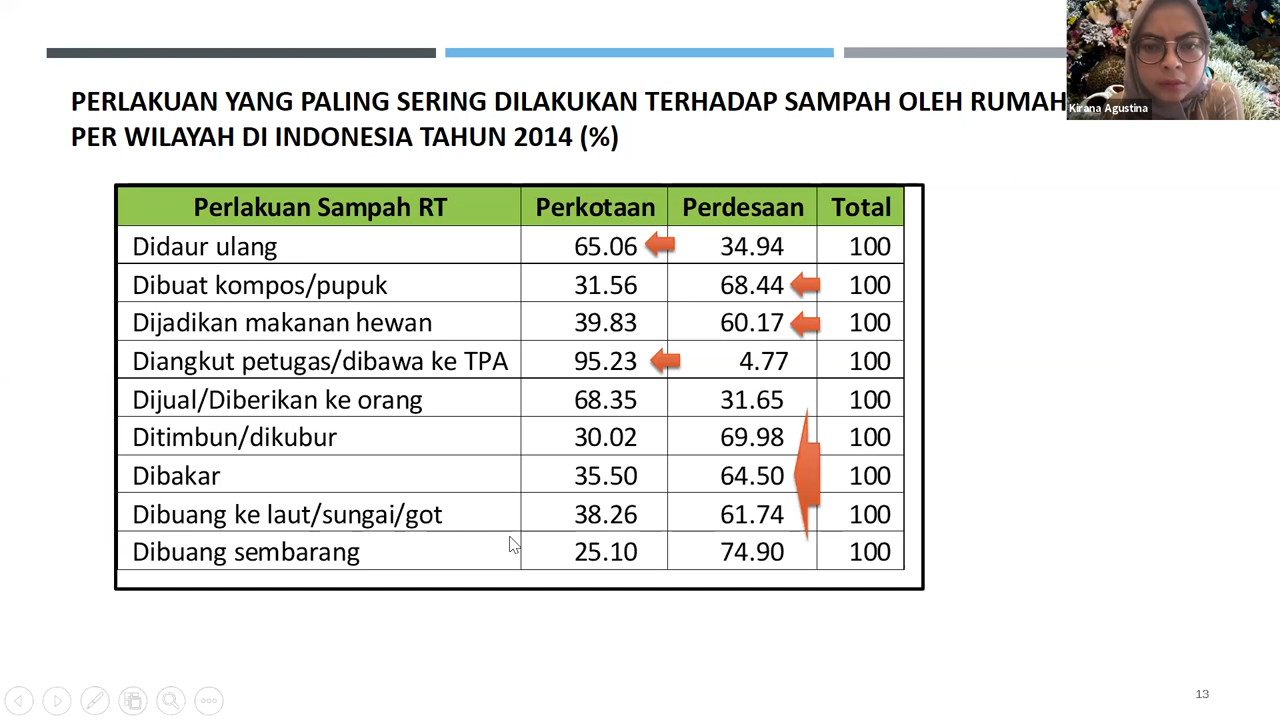 PERLAKUAN YANG PALING SERING DILAKUKAN TERHADAP SAMPAH OLEH RUMAH
PER WILAYAH DI INDONESIA TAHUN 2014 (%)
Kirana Agustina
Perlakuan Sampah RT Perkotaan Perdesaan Total
Didaur ulang 65.06 34.94 100
Dibuat kompos/pupuk 31.56 68.44 100
Dijadikan makanan hewan 39.83 60.17 100
Diangkut petugas/dibawa ke TPA 95.23 4.77 100
Dijual/Diberikan ke orang 68.35 31.65 100
Ditimbun/dikubur 30.02 69.98 100
Dibakar 35.50 64.50 100
Dibuang ke laut/sungai/got 38.26 61.74 100
Dibuang sembarang 25.10 74.90 100
13